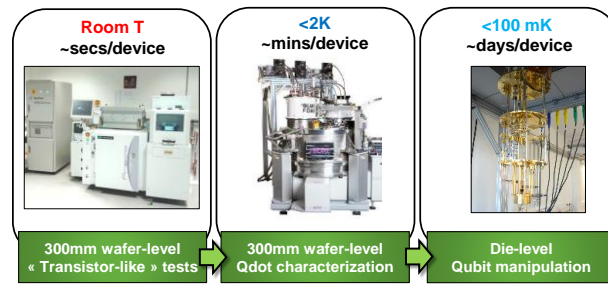 Room T
~secs/device
300mm wafer-level
« Transistor-like » tests
<2K
~mins/device
300mm wafer-level
Qdot characterization
<100 mK
~days/device
Die-level
Qubit manipulation